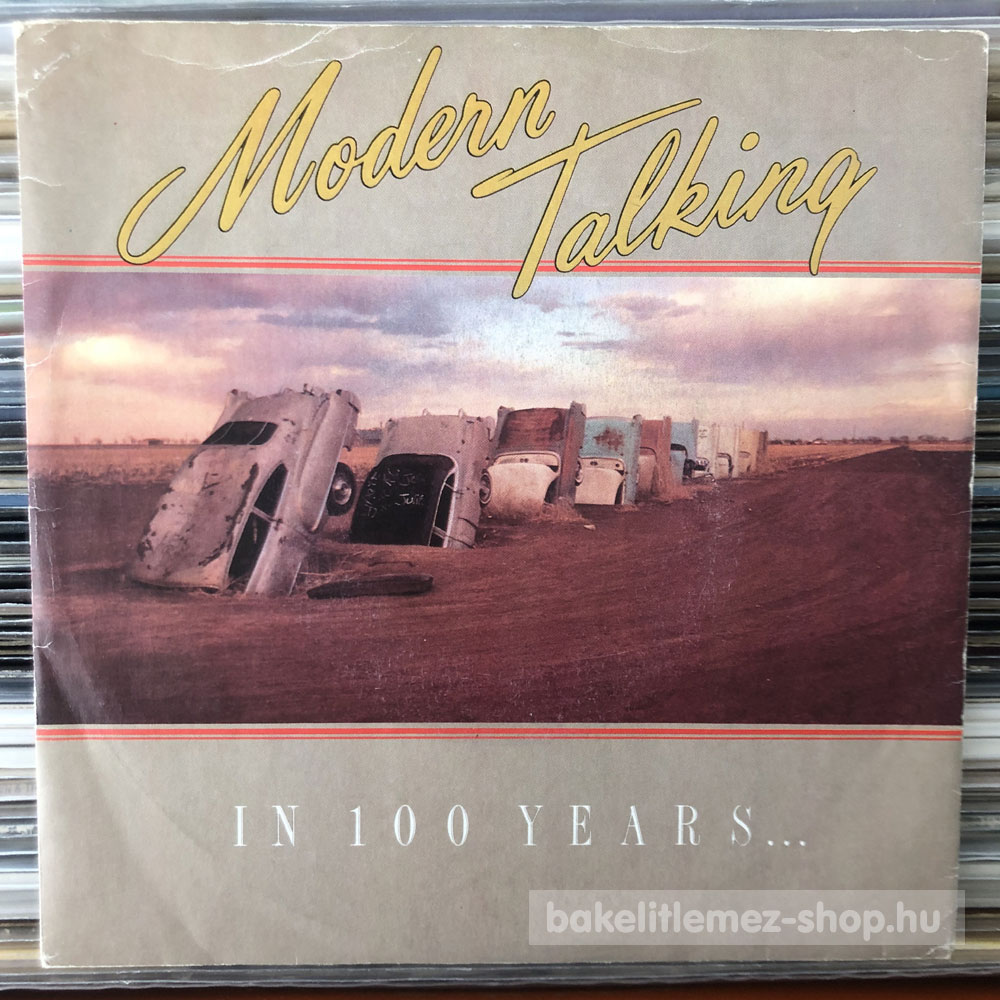 Modern
Talking
IN 100 YEARS...
bakelitlemez-shop.hu